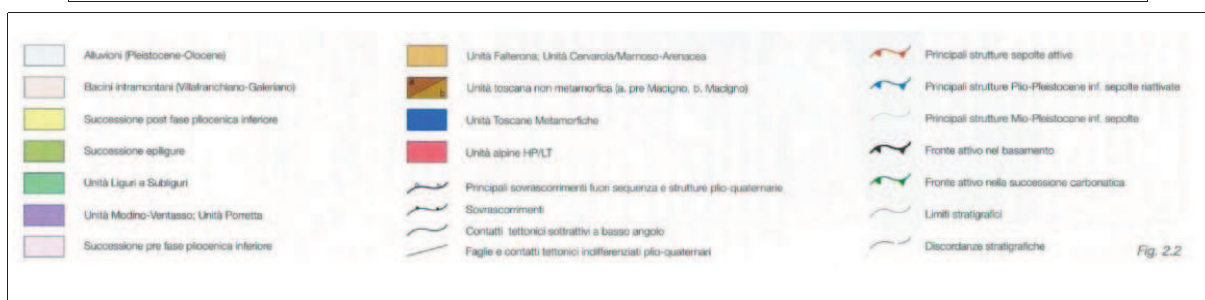 Alluvioni (Pleistocene-Olocene)
Bacini intramontani (Villafranchiano-Galeriano)
Successione post fase pliocenica inferiore
Successione epiligure
Unità Liguri e Subliguri
Unità Modino-Ventasso; Unità Porretta
Successione pre fase pliocenica inferiore
Unità Falterona; Unità Cervarola/Marnoso-Arenacea
a
b
Unità toscana non metamorfica (a. pre Macigno, b. Macigno)
Unità Toscane Metamorfiche
Unità alpine HP/LT
Principali sovrascorrimenti fuori sequenza e strutture plio-quaternarie
Sovrascorrimenti
Contatti tettonici sottrattivi a basso angolo
Faglie e contatti tettonici indifferenziati plio-quaternari
Principali strutture sepolte attive
Principali strutture Plio-Pleistocene inf. sepolte riattivate
Principali strutture Mio-Pleistocene inf. sepolte
Fronte attivo nel basamento
Fronte attivo nella successione carbonatica
Limiti stratigrafici
Discordanze stratigrafiche
Fig. 2.2